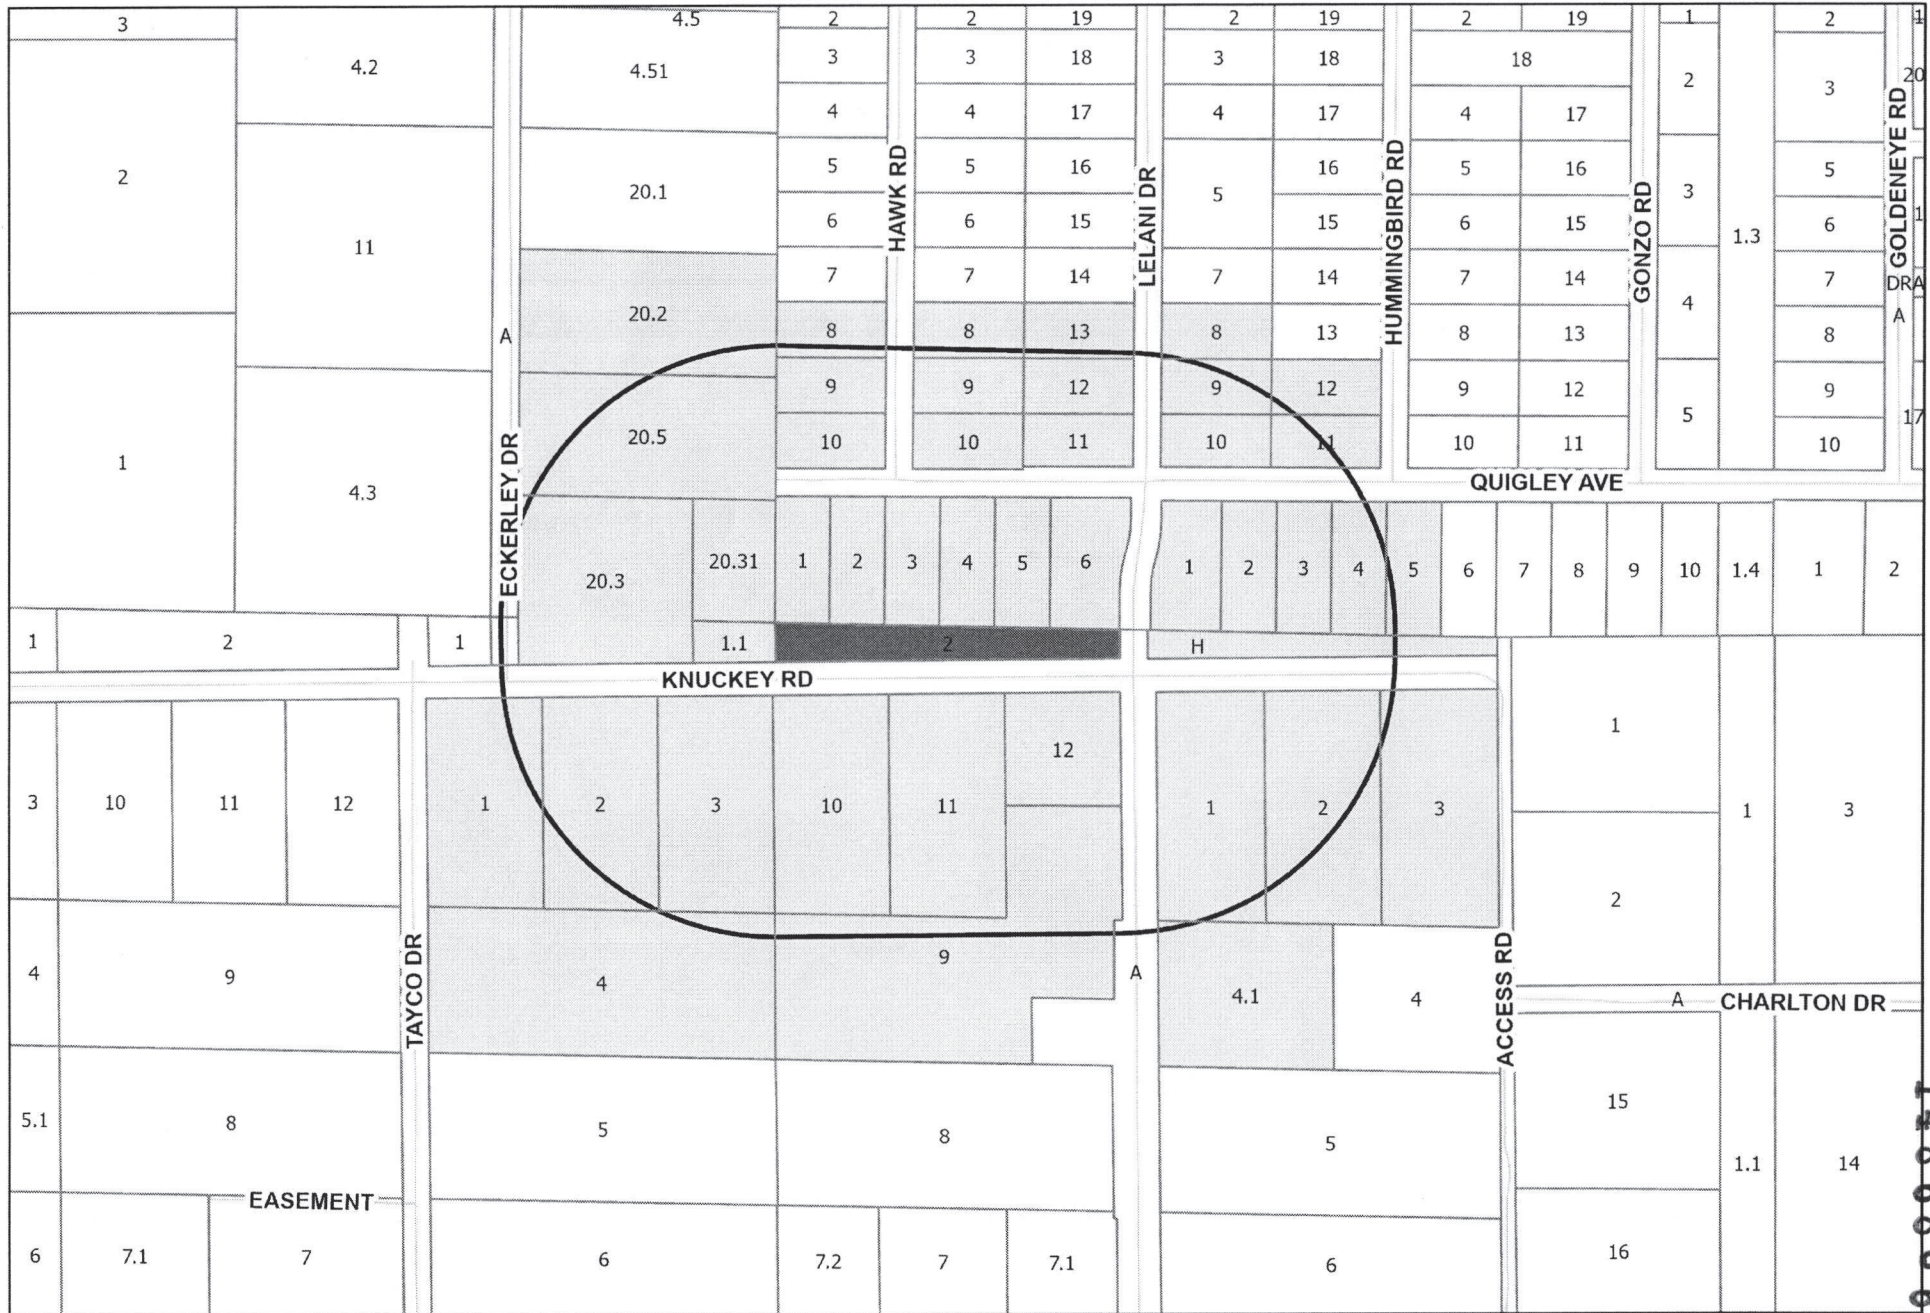 3 4.2 4.5 2 2 19 2 19 2 19 1 2 1
4.51 3 3 18 3 18 18 2 3 20
4 4 17 4 17 4 17
2 20.1 5 5 16 5 16 5 16 3 5
6 6 15 15 6 15 6 1
11 7 7 14 7 14 7 14 1.3 7 DRA
HAWK RD
LELANI DR
HUMMINGBIRD RD
GONZO RD
GOLDENEYE RD
20.2 8 8 13 8 13 8 13 4 8 A
A
9 9 12 9 12 9 12 5 9 17
1 20.5 10 10 11 10 11 10 11 10
4.3
QUIGLEY AVE
ECKERLEY DR
20.3 20.31 1 2 3 4 5 6 1 2 3 4 5 6 7 8 9 10 1.4 1 2
1 2 1 1.1 2 H
KNUCKEY RD
12 1
3 10 11 12 1 2 3 10 11 1 2 3 1 3
2
TAYCO DR
ACCESS RD
4 9 4 9 A 4.1 4 A CHARLTON DR
5.1 8 5 8 5 15 1.1 14
EASEMENT
6 7.1 7 6 7.2 7 7.1 6 16